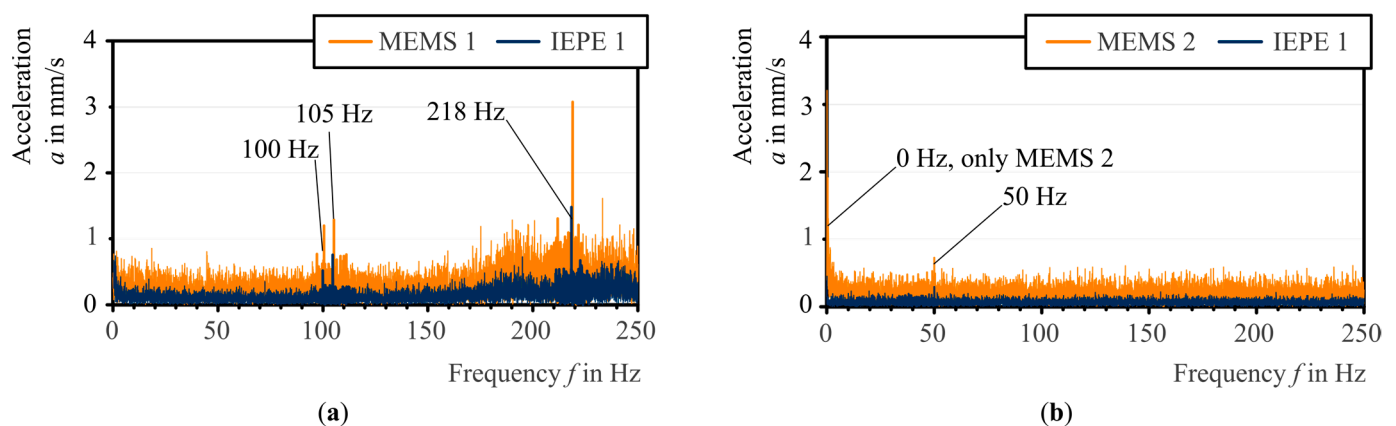 MEMS 1 IEPE 1
Acceleration
a in mm/s
4
3
2
1
0
105 Hz
100 Hz
218 Hz
0 50 100 150 200 250
Frequency f in Hz
(a)
MEMS 2 IEPE 1
Acceleration
a in mm/s
4
3
2
1
0
0 Hz, only MEMS 2
50 Hz
0 50 100 150 200 250
Frequency f in Hz
(b)